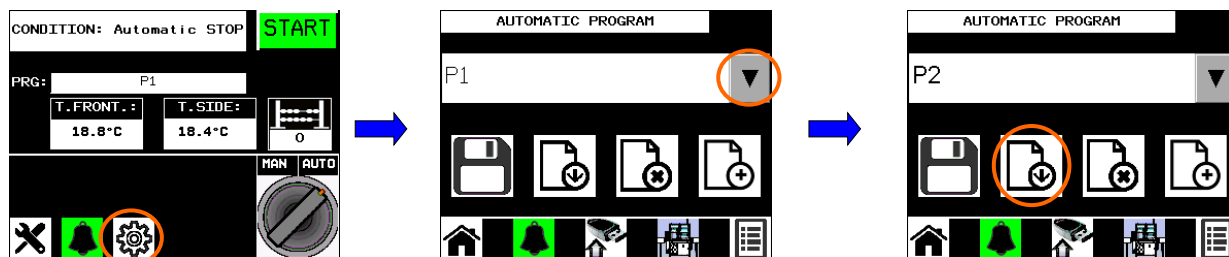 CONDITION: Automatic STOP
START
PRG: P1
T.FRONT.: T.SIDE:
18.8°C 18.4°C
0
MAN AUTO
AUTOMATIC PROGRAM
P1
AUTOMATIC PROGRAM
P2